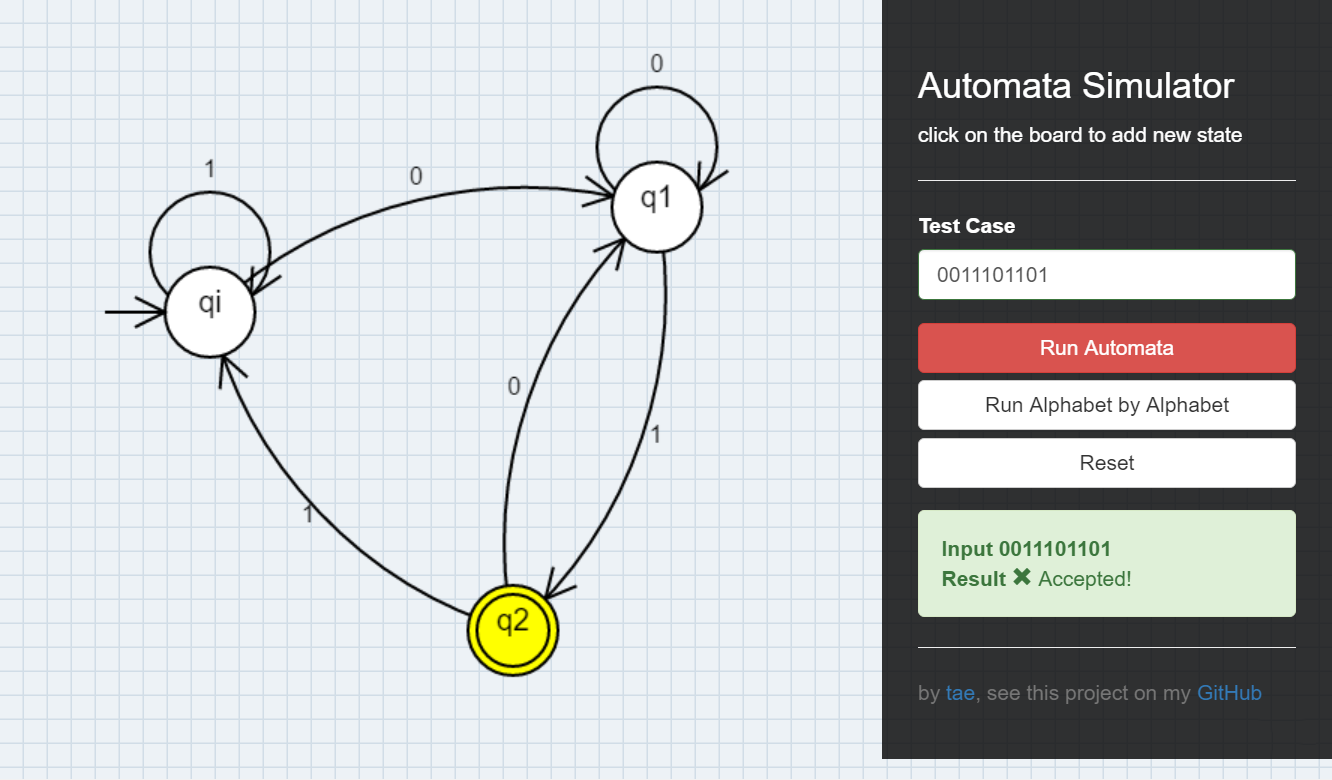 0
1
0
q1
qi
0
1
1
q2
Automata Simulator
click on the board to add new state
Test Case
0011101101
Run Automata
Run Alphabet by Alphabet
Reset
Input 0011101101
Result ✖ Accepted!
by tae, see this project on my GitHub